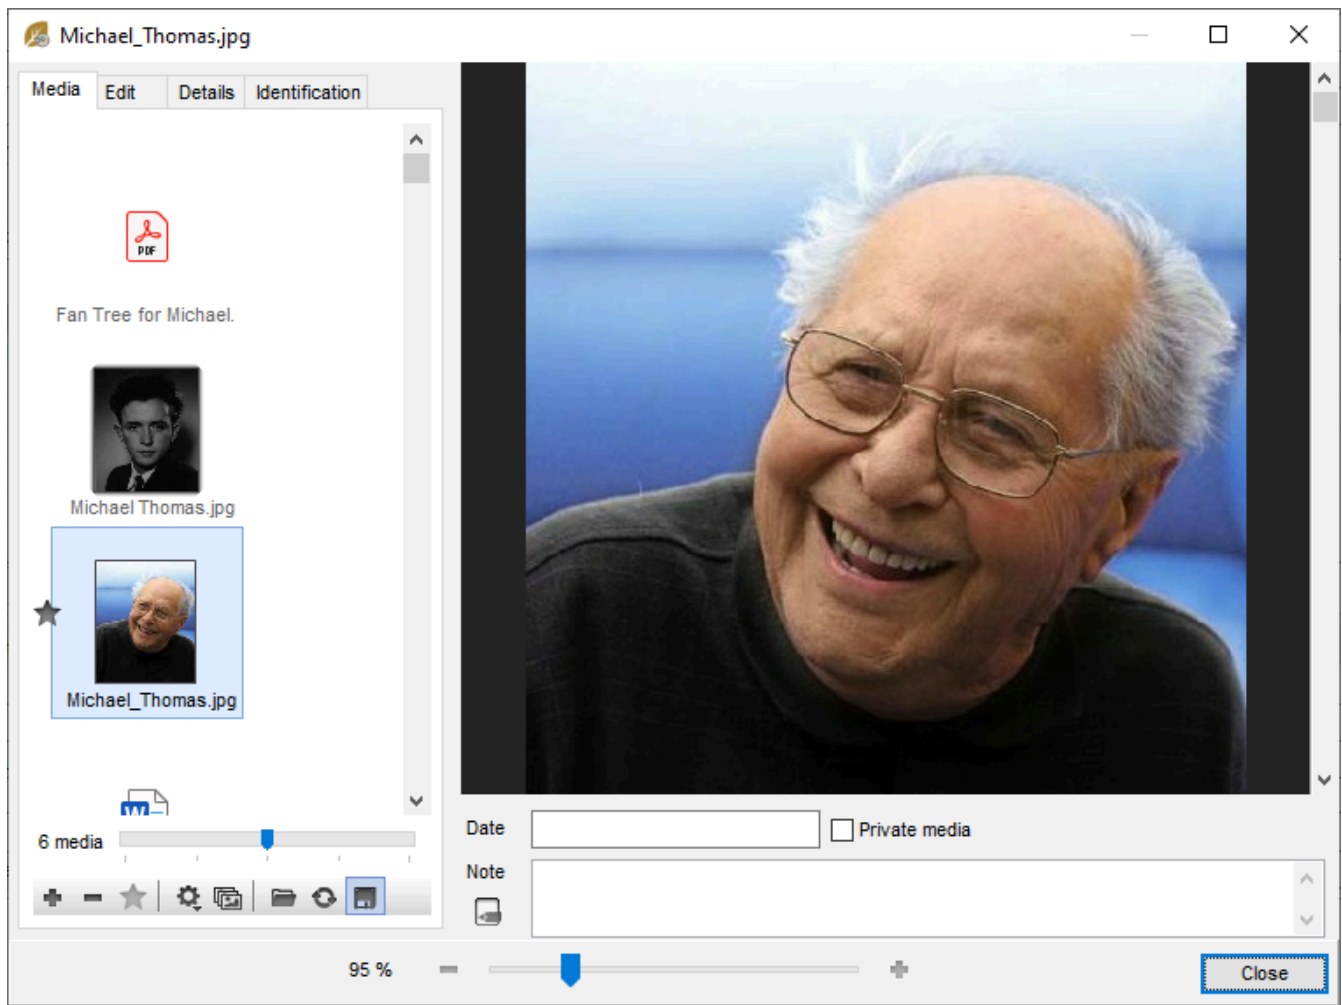 Michael_Thomas.jpg
Media Edit Details Identification
PDF
Fan Tree for Michael.
Michael Thomas.jpg
Michael_Thomas.jpg
W
6 media
Date
Private media
Note
95 %
Close